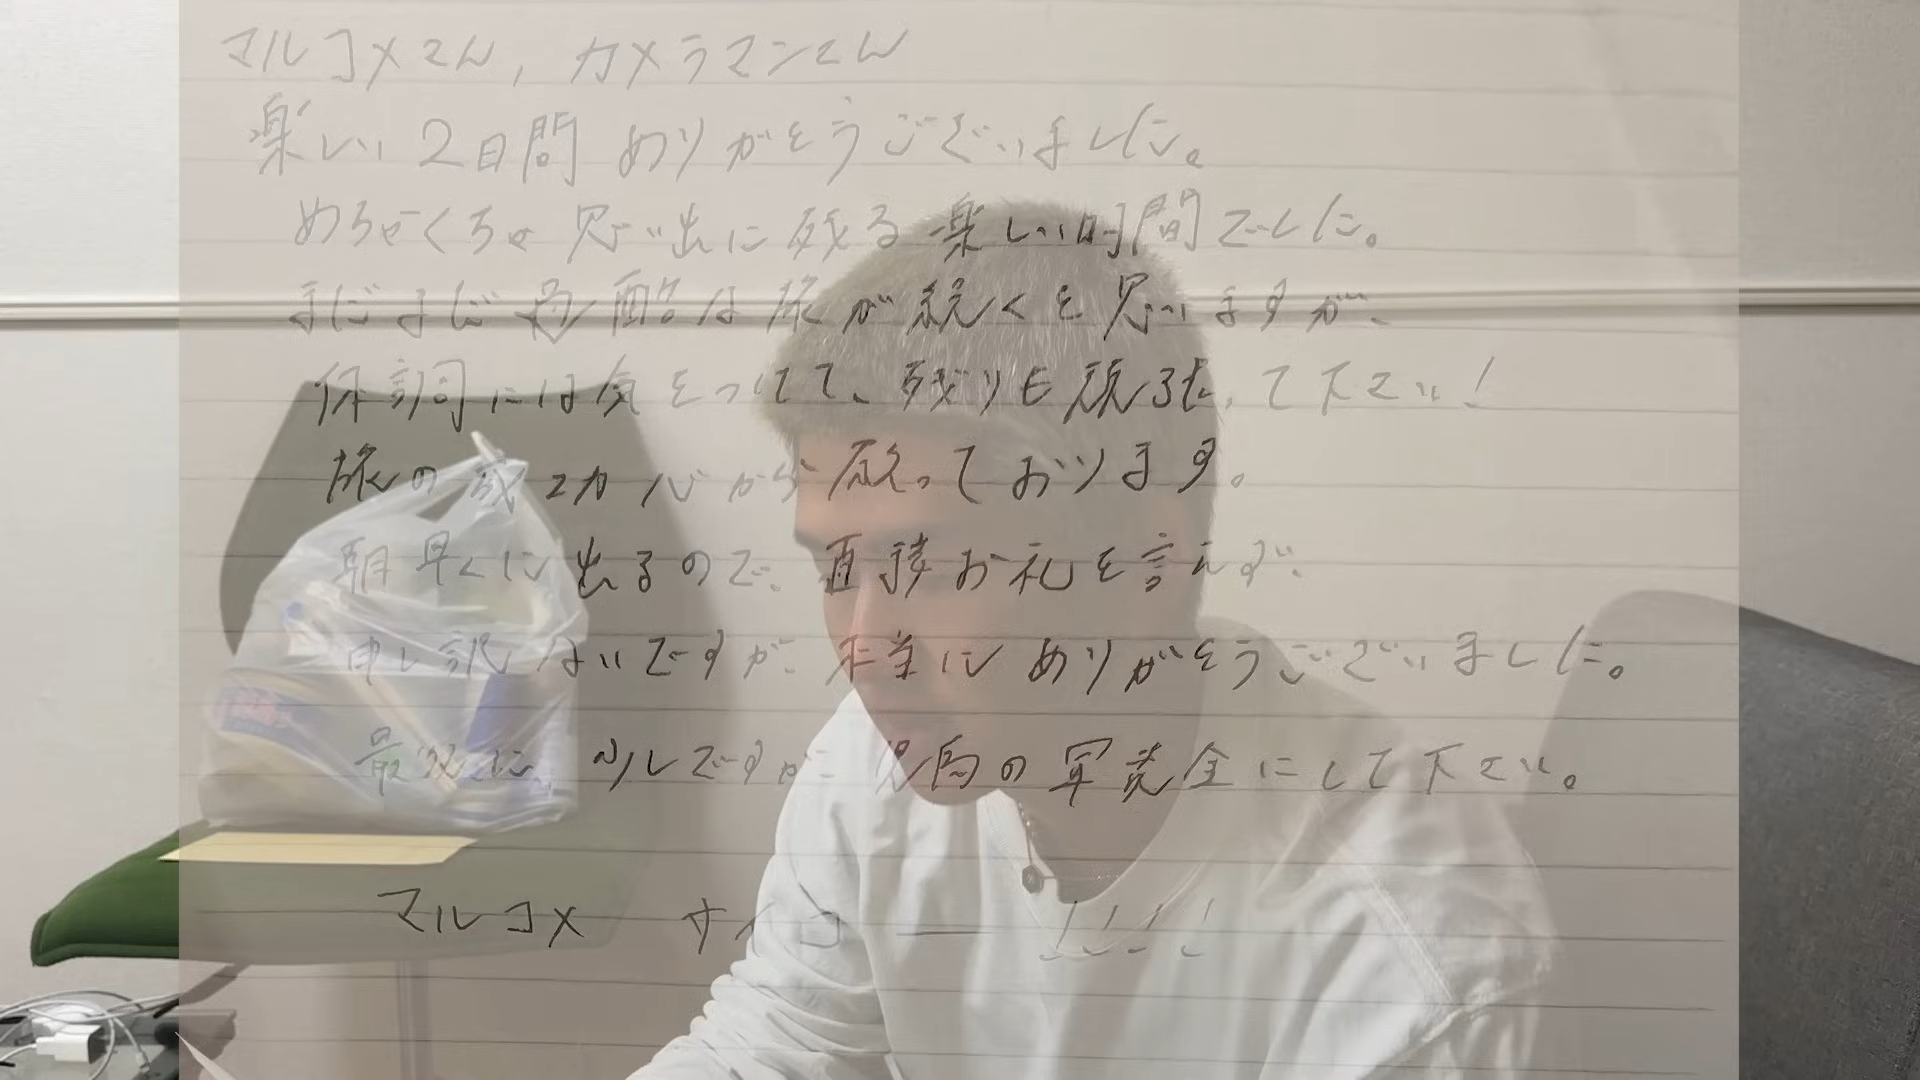 マルコメさん,カメラマンさん
楽しい2日間ありがとうございました。
めちゃくちゃ思い出に残る楽しい時間でした。
まだまだ過酷な旅が続くと思いますが、
体調には気をつけて、残りも頑張って下さい!
旅の成功心から願っております。
朝早くに出るので、直接お礼を言えず、
申し訳ないですが、本当にありがとうございました。
最後に、少しですが の軍資金にして下さい。
マルコメ サイコー!!!!